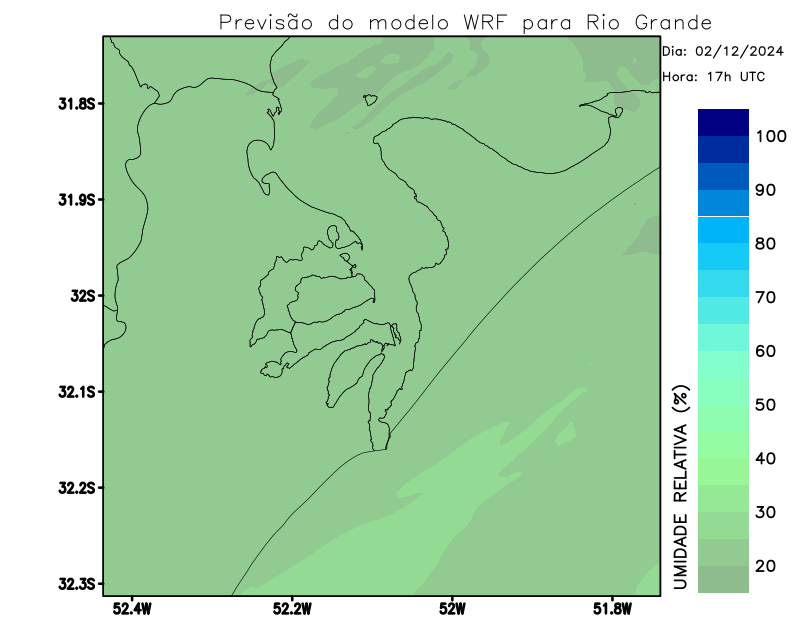 Previsão do modelo WRF para Rio Grande
Dia: 02/12/2024
Hora: 17h UTC
31.8S
31.9S
32S
32.1S
32.2S
32.3S
52.4W
52.2W
52W
51.8W
100
90
80
70
60
50
40
30
20
UMIDADE RELATIVA (%)